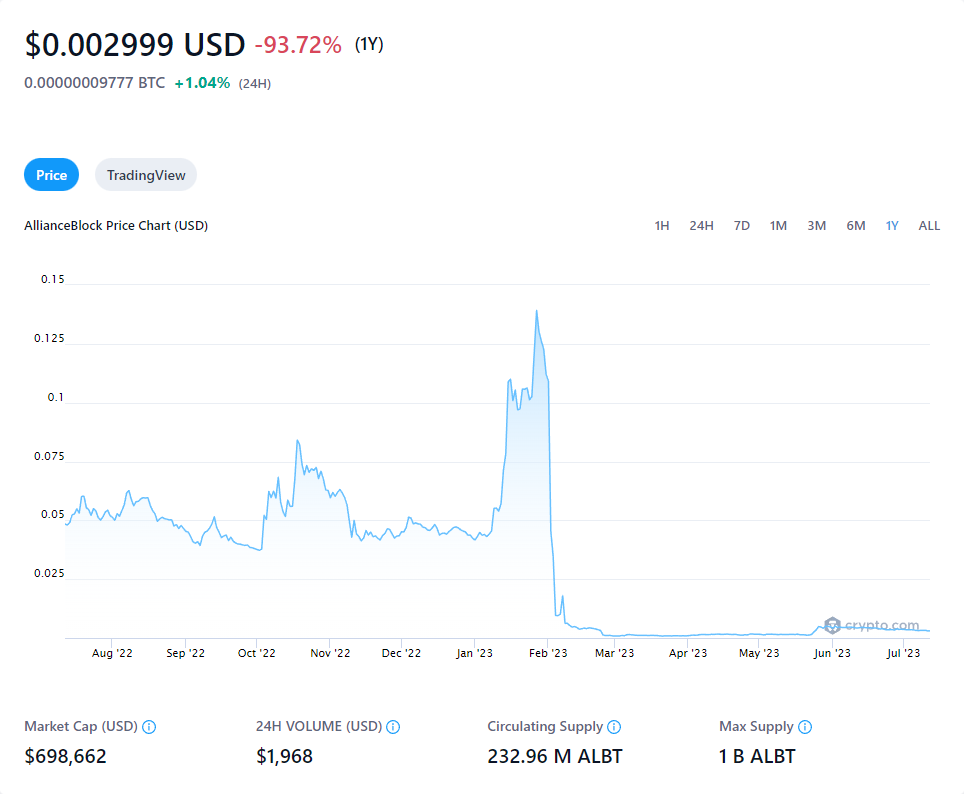 $0.002999 USD -93.72% (1Y)
0.00000009777 BTC +1.04% (24H)
Price TradingView
AllianceBlock Price Chart (USD) 1H 24H 7D 1M 3M 6M 1Y ALL
0.15
0.125
0.1
0.075
0.05
0.025
crypto.com
Aug '22 Sep '22 Oct '22 Nov '22 Dec '22 Jan '23 Feb '23 Mar '23 Apr '23 May '23 Jun '23 Jul '23
Market Cap (USD) 24H VOLUME (USD) Circulating Supply Max Supply
$698,662 $1,968 232.96 M ALBT 1 B ALBT